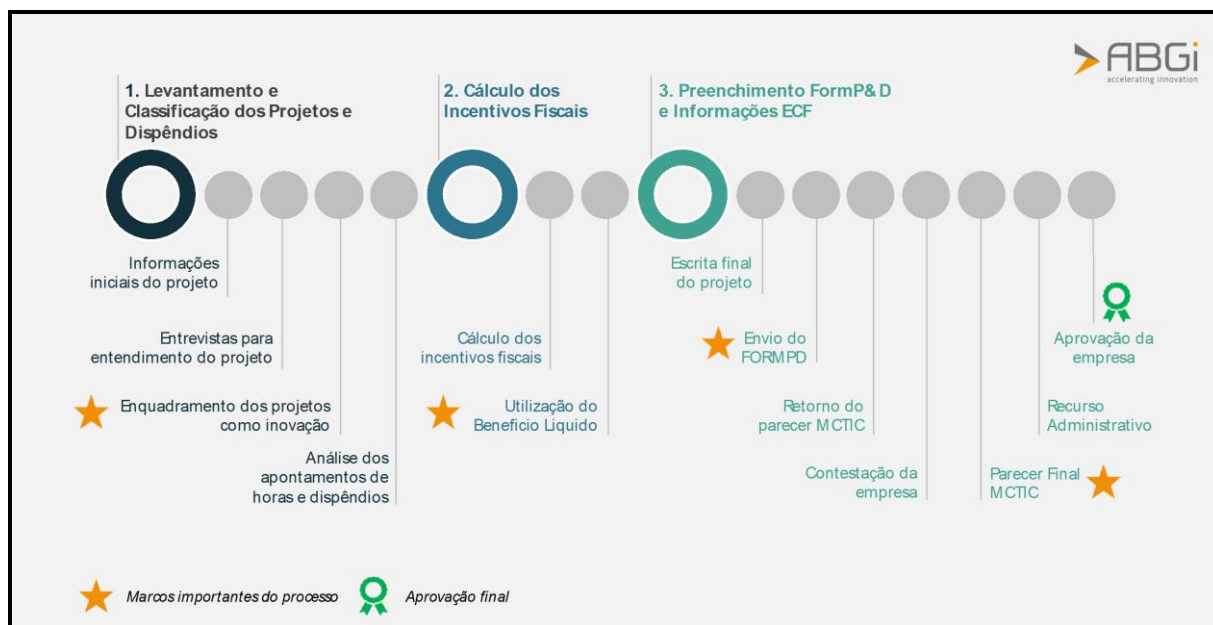 ABGi
accelerating innovation
1. Levantamento e
Classificação dos Projetos e
Dispêndios
2. Cálculo dos
Incentivos Fiscais
3. Preenchimento FormP&D
e Informações ECF
Informações
iniciais do projeto
Entrevistas para
entendimento do projeto
Enquadramento dos projetos
como inovação
Análise dos
apontamentos de
horas e dispêndios
Cálculo dos
incentivos fiscais
Utilização do
Benefício Liquido
Escrita final
do projeto
Envio do
FORMPD
Retorno do
parecer MCTIC
Contestação da
empresa
Parecer Final
MCTIC
Recurso
Administrativo
Aprovação da
empresa
Marcos importantes do processo
Aprovação final